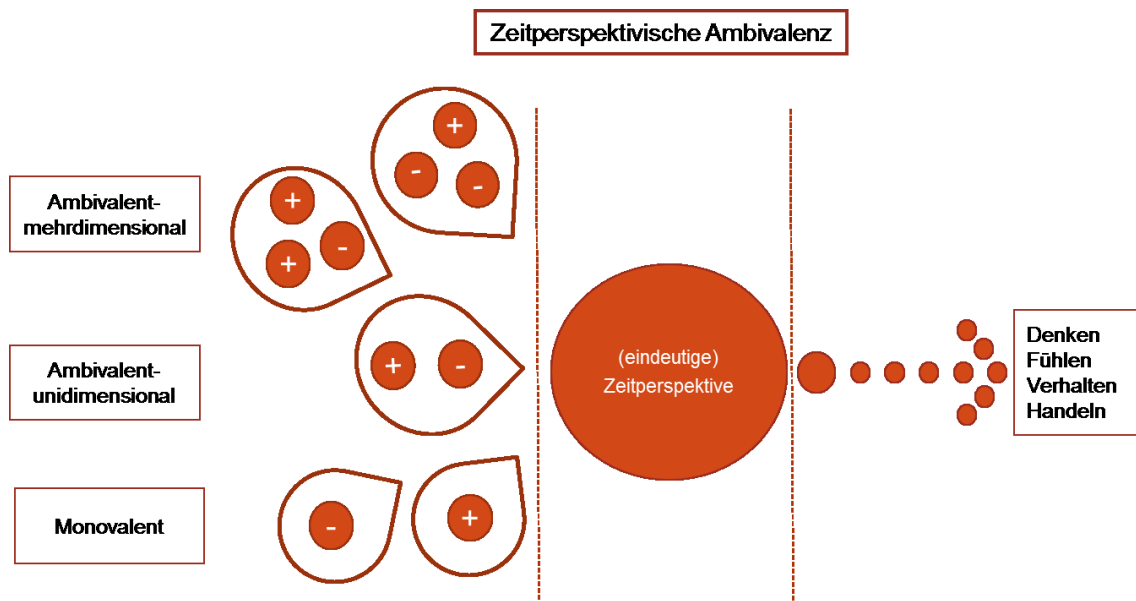 Zeitperspektivische Ambivalenz
+
-
-
+
+
-
Ambivalent-
mehrdimensional
+
-
Ambivalent-
unidimensional
(eindeutige)
Zeitperspektive
Denken
Fühlen
Verhalten
Handeln
-
+
Monovalent